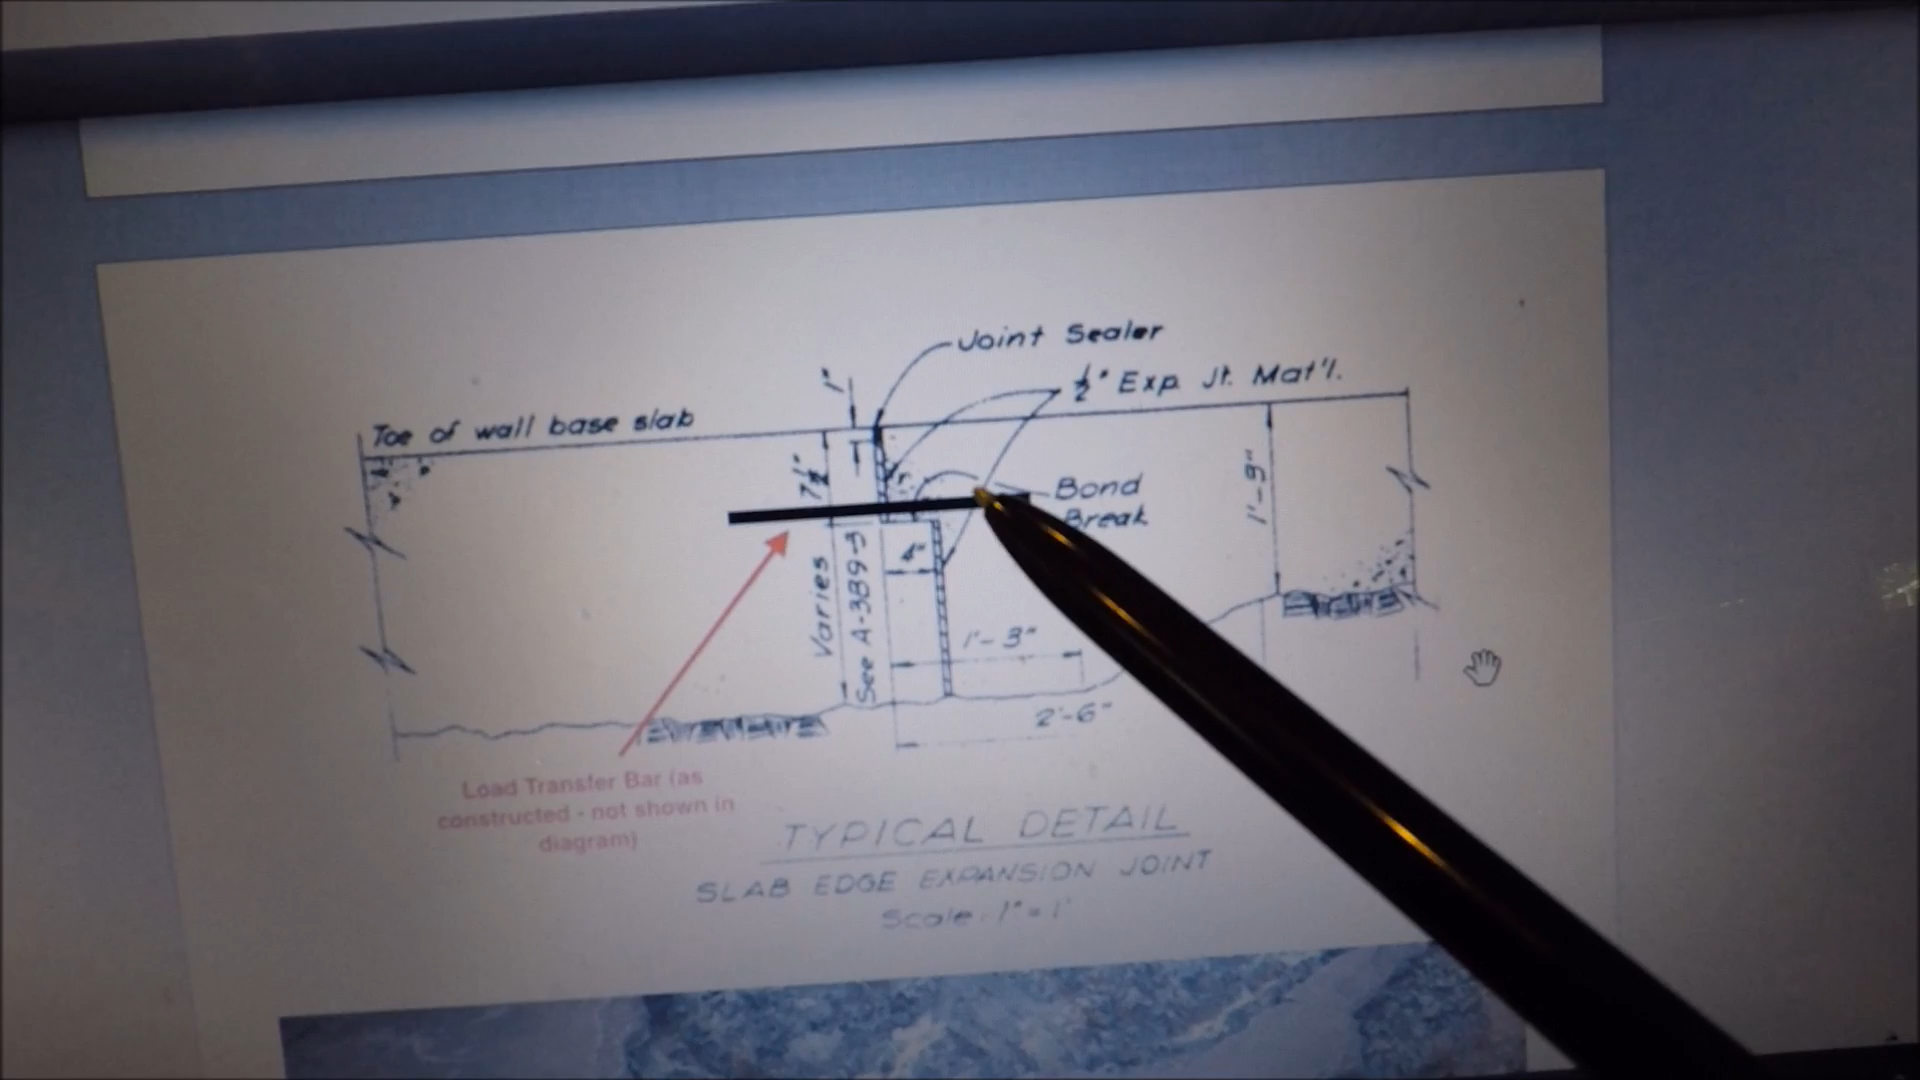 Joint Sealer
1"
½" Exp. Jt. Mat'l.
Toe of wall base slab
7½"
Bond
Break
1'-9"
4"
Varies
See A-389-3
1'-3"
2'-6"
Load Transfer Bar (as
constructed - not shown in
diagram)
TYPICAL DETAIL
SLAB EDGE EXPANSION JOINT
Scale: 1" = 1'